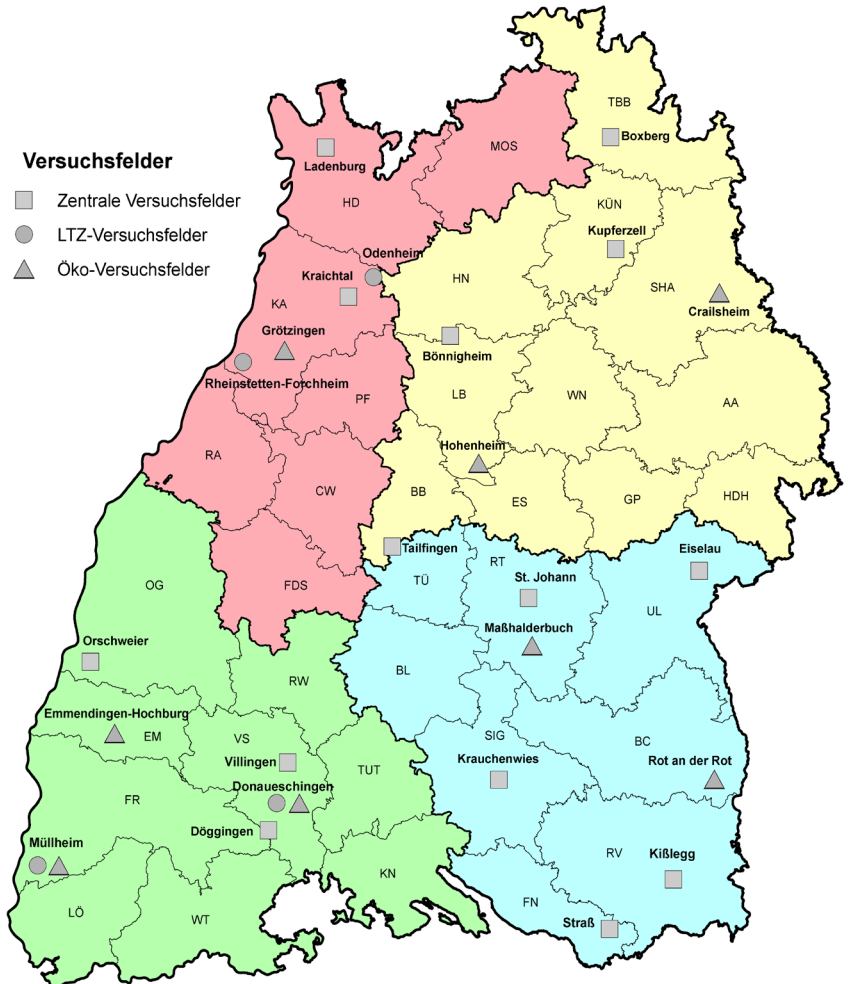 Versuchsfelder
Zentrale Versuchsfelder
LTZ-Versuchsfelder
Öko-Versuchsfelder
TBB
Boxberg
MOS
Ladenburg
HD
KÜN
Kupferzell
Odenheim
Kraichtal
HN
SHA
KA
Crailsheim
Grötzingen
Bönnigheim
Rheinstetten-Forchheim
PF
LB
WN
AA
Hohenheim
RA
CW
BB
ES
GP
HDH
Tailfingen
Eiselau
RT
St. Johann
TÜ
OG
FDS
UL
Maßhalderbuch
Orschweier
BL
RW
Emmendingen-Hochburg
EM
VS
SIG
BC
Villingen
Krauchenwies
Rot an der Rot
TUT
Donaueschingen
FR
Döggingen
Müllheim
RV
Kißlegg
KN
FN
LÖ
WT
Straß